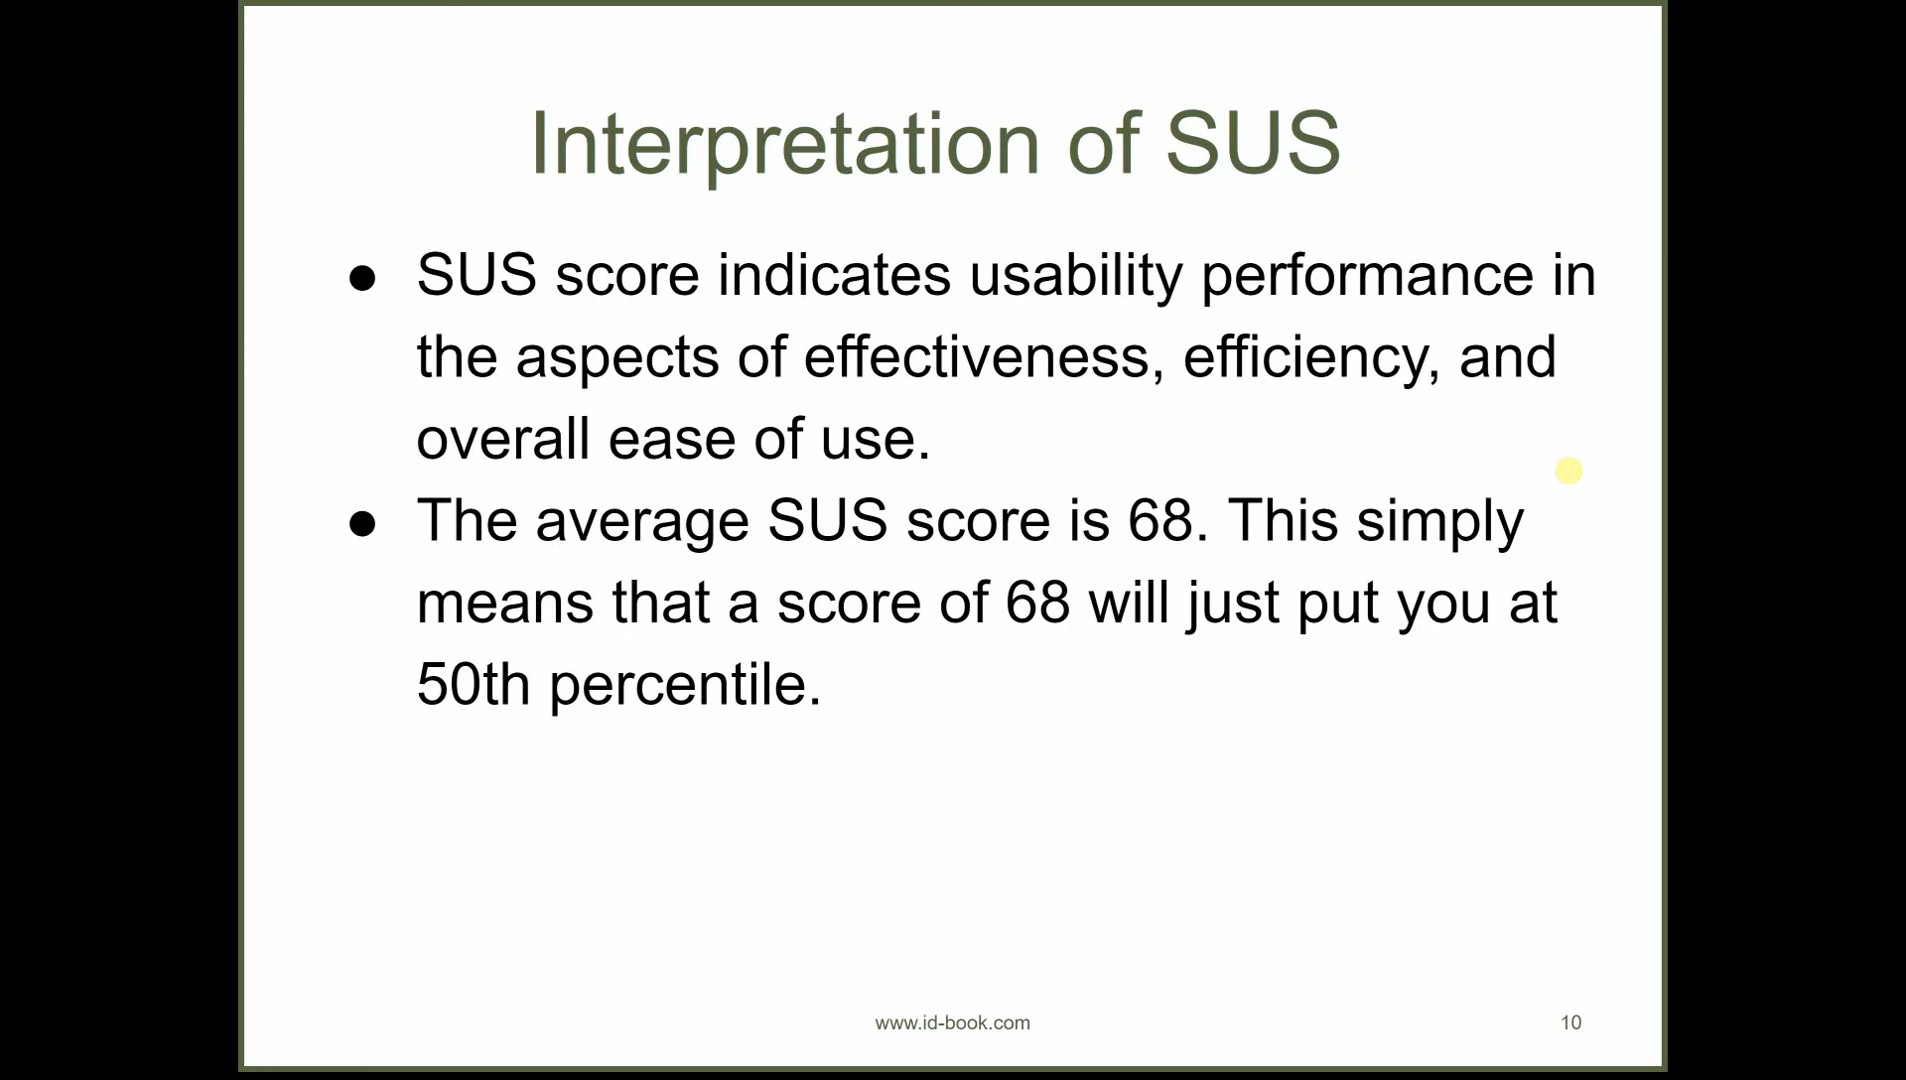 Interpretation of SUS
● SUS score indicates usability performance in
the aspects of effectiveness, efficiency, and
overall ease of use.
● The average SUS score is 68. This simply
means that a score of 68 will just put you at
50th percentile.
www.id-book.com
10